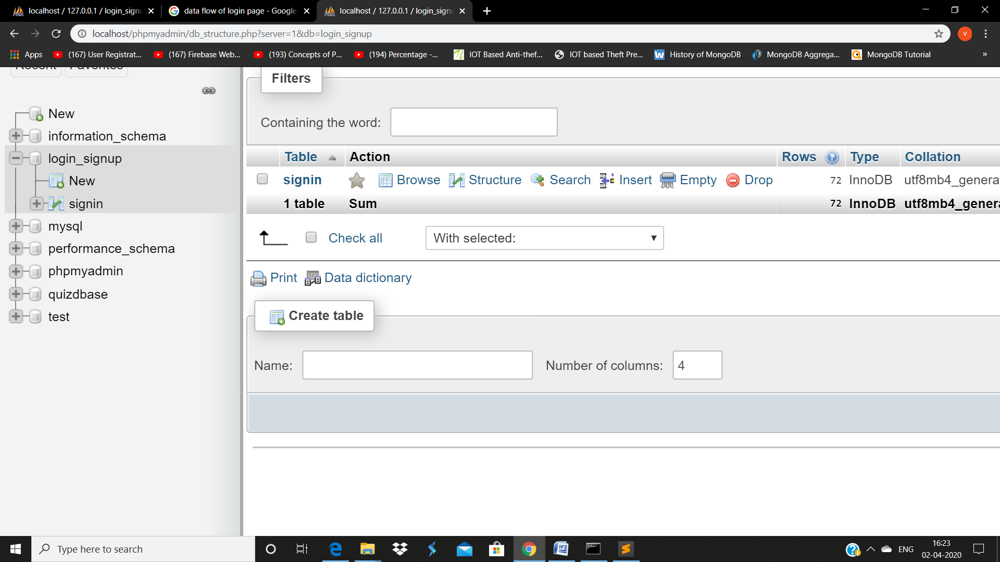 localhost / 127.0.0.1 / login_sign
data flow of login page - Google
localhost / 127.0.0.1 / login_sign
localhost/phpmyadmin/db_structure.php?server=1&db=login_signup
V
Apps
(167) User Registrat...
(167) Firebase Web...
(193) Concepts of P...
(194) Percentage -...
IOT Based Anti-thef...
IOT based Theft Pre...
History of MongoDB
MongoDB Aggrega...
MongoDB Tutorial
»
Recent Favorites
New
information_schema
login_signup
New
signin
mysql
performance_schema
phpmyadmin
quizdbase
test
Filters
Containing the word:
Table Action Rows Type Collation
signin Browse Structure Search Insert Empty Drop 72 InnoDB utf8mb4_genera
1 table Sum 72 InnoDB utf8mb4_genera
Check all With selected:
Print Data dictionary
Create table
Name: Number of columns: 4
Type here to search
ENG
16:23
02-04-2020